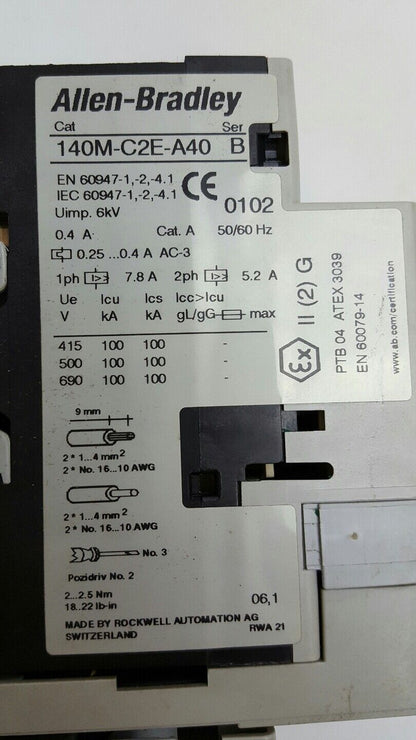 Allen-Bradley
Cat Ser
140M-C2E-A40 B
EN 60947-1,-2,-4.1
IEC 60947-1,-2,-4.1
CE 0102
Uimp. 6kV
0.4 A Cat. A 50/60 Hz
0.25 ...0.4 A AC-3
1ph 7.8 A 2ph 5.2 A
Ue Icu Ics Icc>Icu
V kA kA gL/gG max
415 100 100 -
500 100 100 -
690 100 100 -
9 mm
2 * 1...4 mm2
2 * No. 16...10 AWG
2 * 1...4 mm2
2 * No. 16...10 AWG
No. 3
Pozidriv No. 2
2...2.5 Nm
18..22 lb-in
06,1
MADE BY ROCKWELL AUTOMATION AG
SWITZERLAND RWA 21
Ex II (2) G
PTB 04 ATEX 3039
EN 60079-14
www.ab.com/certification